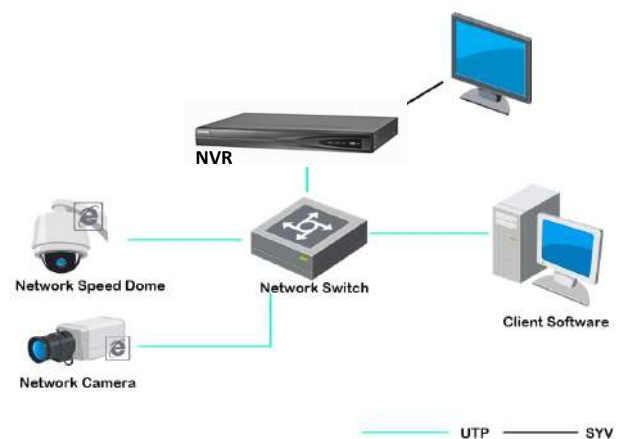 NVR
Network Speed Dome
Network Switch
Client Software
Network Camera
UTP
SYV